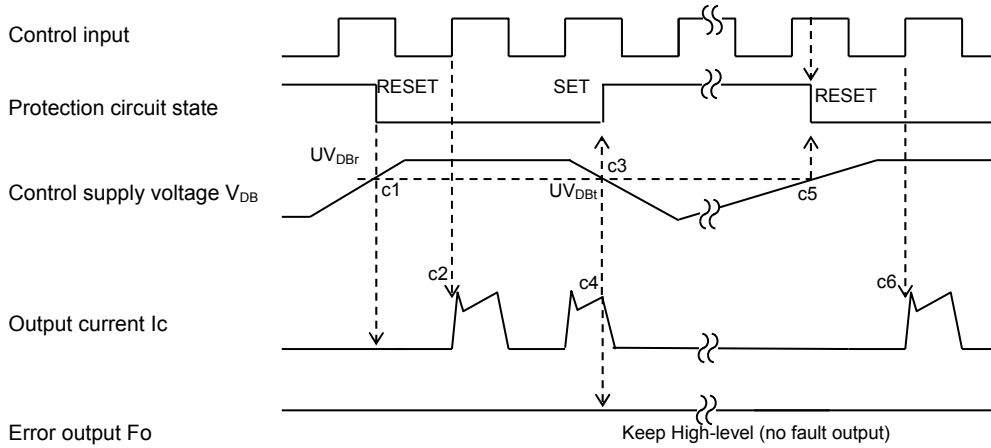 Control input
RESET
SET
RESET
Protection circuit state
UVDBr
c3
c1
UVDBt
c5
Control supply voltage VDB
c2
c4
c6
Output current Ic
Error output Fo
Keep High-level (no fault output)